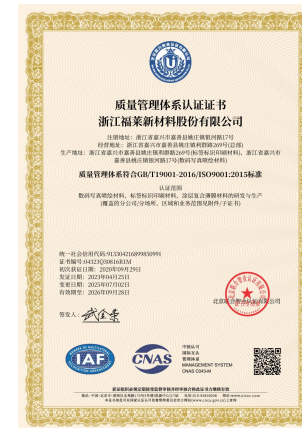 质量管理体系认证证书
浙江福莱新材料股份有限公司
注册地址：浙江省嘉兴市嘉善县姚庄镇银河路17号
经营地址：浙江省嘉兴市嘉善县姚庄镇利群路269号(总部)
生产地址：浙江省嘉兴市嘉善县姚庄镇利群路269号(标签标识印刷材料)，浙江省嘉兴市
嘉善县姚庄镇银河路17号(数码写真喷绘材料)
质量管理体系符合GB/T19001-2016/ISO9001:2015标准
认证范围
数码写真喷绘材料、标签标识印刷材料、涂层复合薄膜材料的研发与生产
(覆盖的分公司/分场所、区域和业务范围见附件/子证书)
统一社会信用代码:91330421689983099​1
证书编号:04323Q30816R1M
初次获证日期：2020年09月29日
发证日期：2023年04月25日
变更日期：2025年07月02日
有效期至：2026年09月28日
签发人：
IAF
CNAS
中国认可
国际互认
管理体系
MANAGEMENT SYSTEM
CNAS C043-M